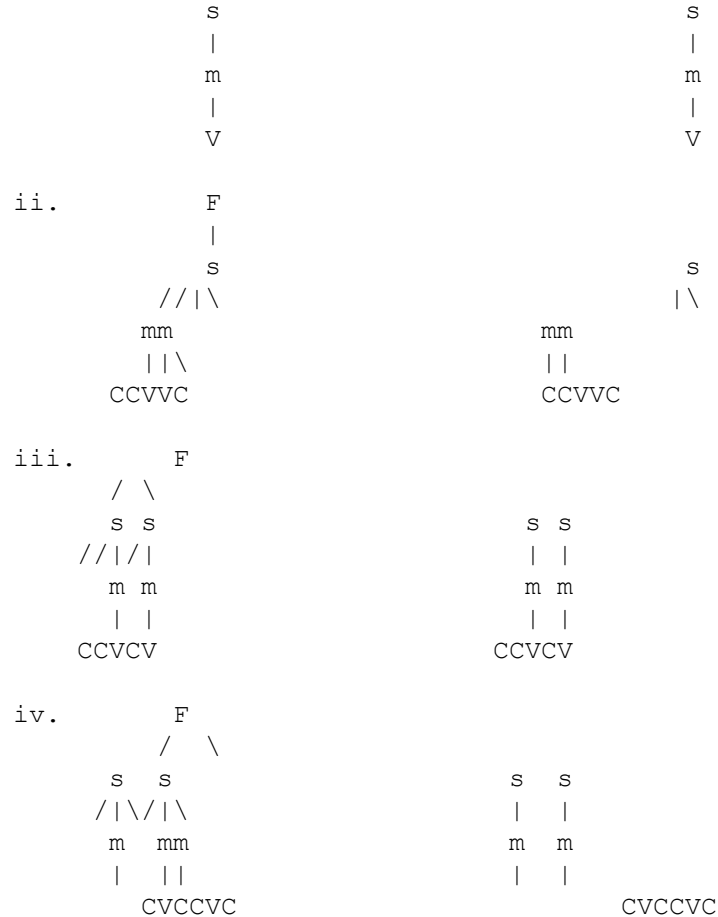 s s
| |
m m
| |
V V
ii. F
|
s s
//|\ |\
mm mm
||\ ||
CCVVC CCVVC
iii. F
/ \
s s s s
//|/| | |
m m m m
| | | |
CCVCV CCVCV
iv. F
/ \
s s s s
/|\/|\ | |
m mm m m
| || | |
CVCCVC CVCCVC